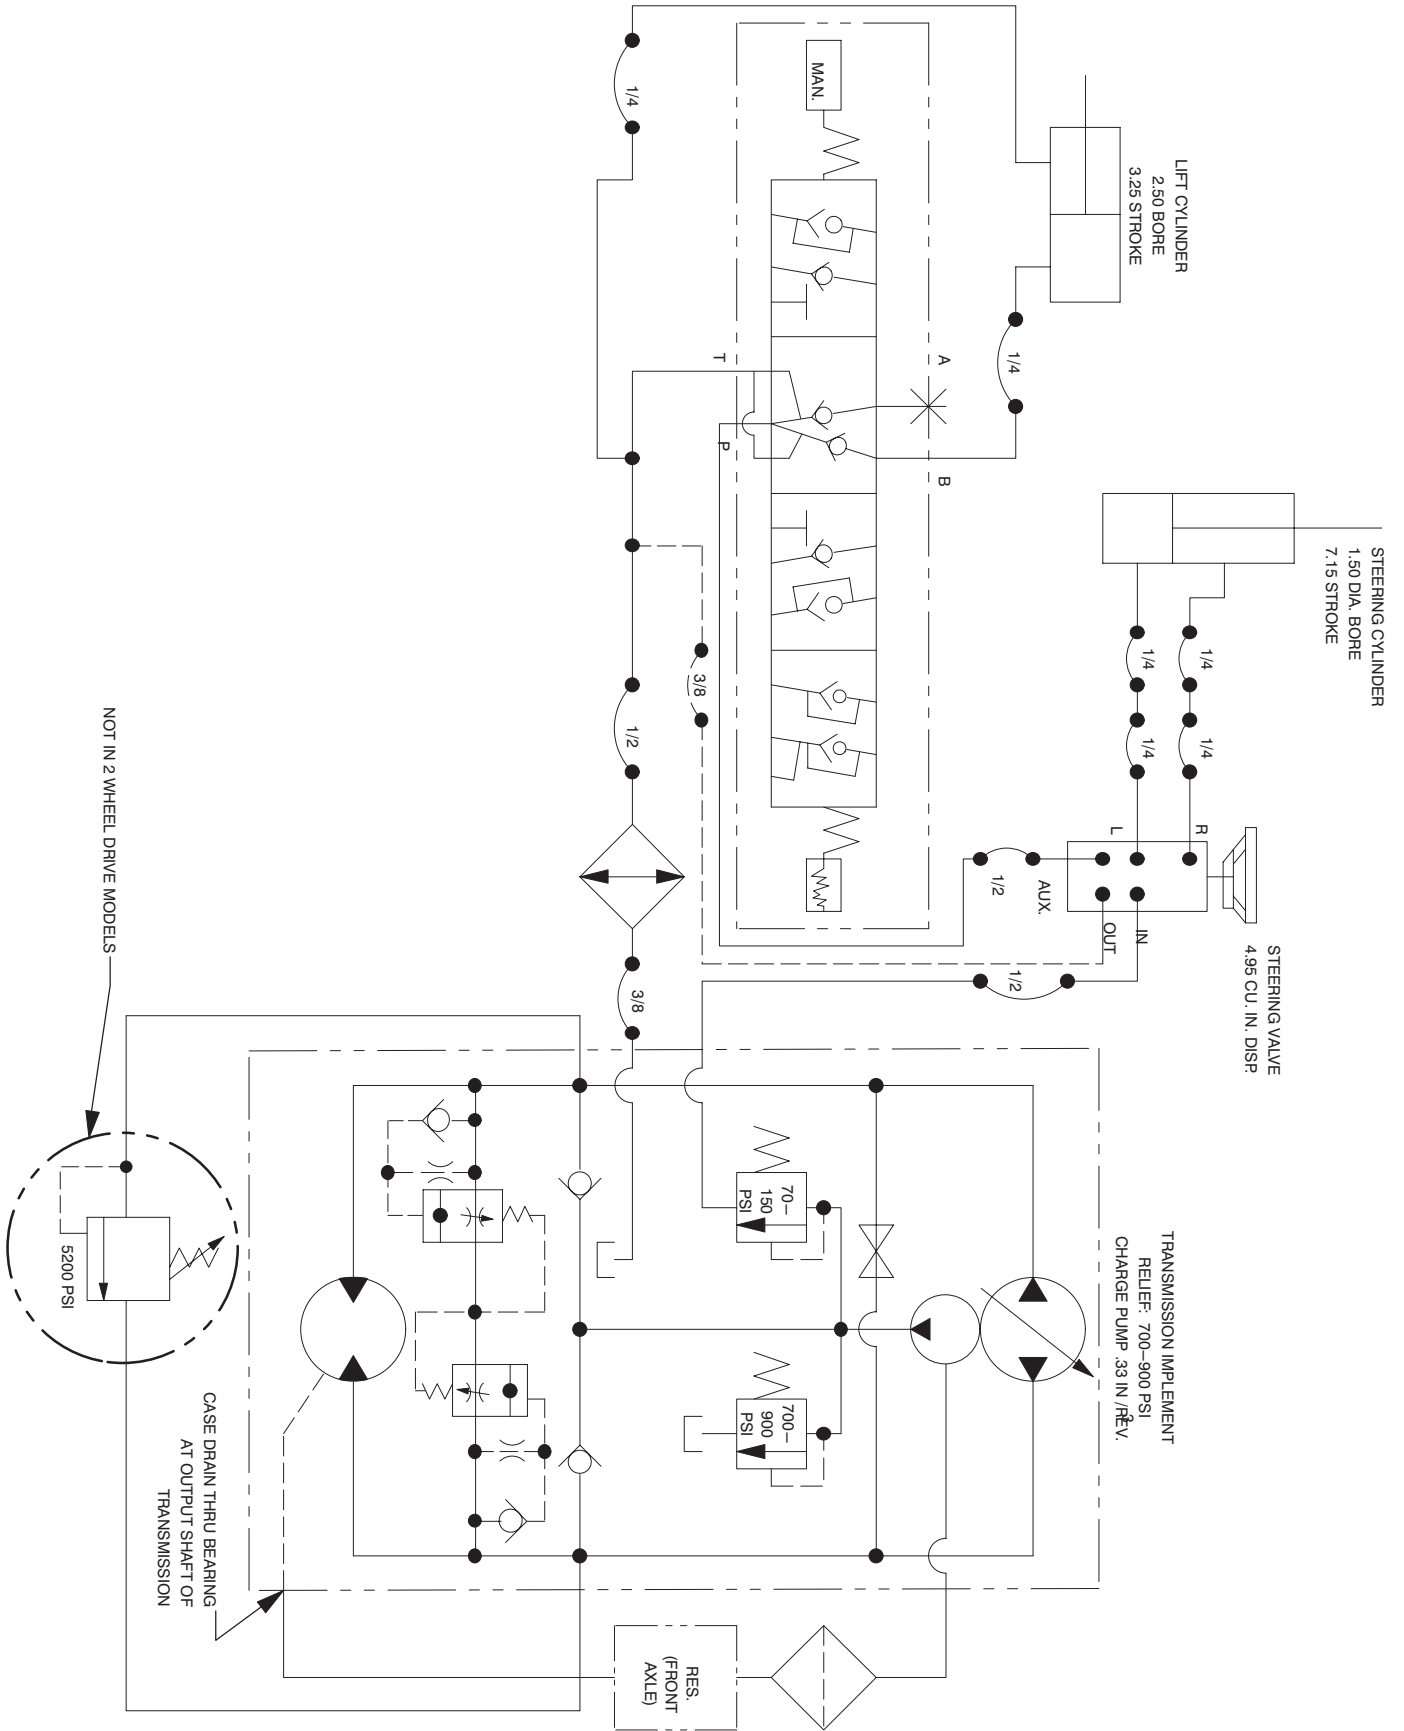 LIFT CYLINDER
2.50 BORE
3.25 STROKE
STEERING CYLINDER
1.50 DIA. BORE
7.15 STROKE
STEERING VALVE
4.95 CU. IN. DISP.
TRANSMISSION IMPLEMENT
RELIEF: 700–900 PSI
CHARGE PUMP .33 IN³/REV.
MAN.
1/4
1/4
1/4
1/4
1/4
1/4
A
B
T
P
R
L
IN
OUT
AUX.
1/2
1/2
3/8
1/2
3/8
70–
150
PSI
700–
900
PSI
RES.
(FRONT
AXLE)
NOT IN 2 WHEEL DRIVE MODELS
5200 PSI
CASE DRAIN THRU BEARING
AT OUTPUT SHAFT OF
TRANSMISSION